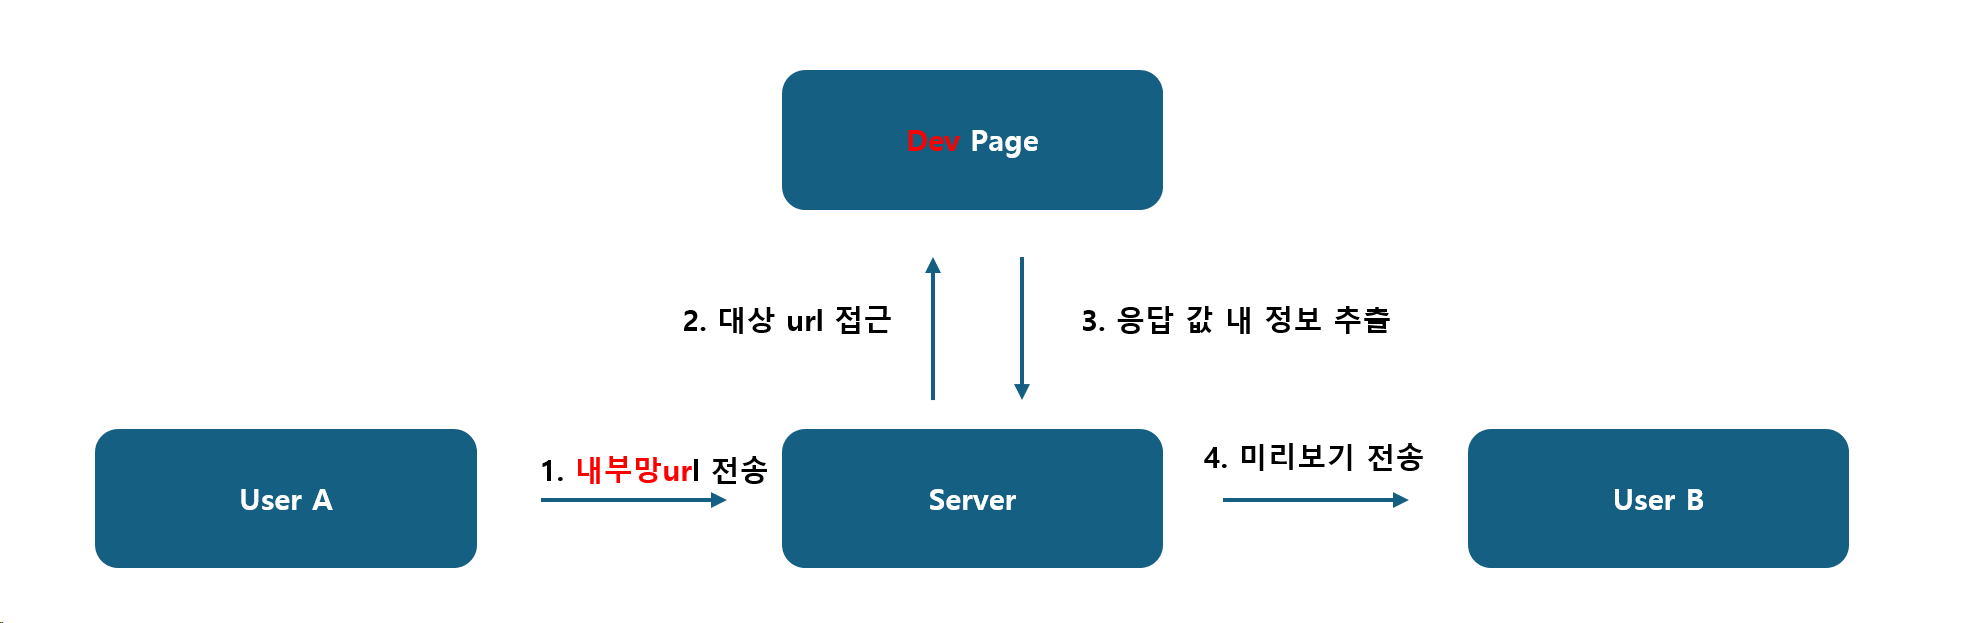 Dev Page
2. 대상 url 접근
3. 응답 값 내 정보 추출
1. 내부망url 전송
4. 미리보기 전송
User A
Server
User B